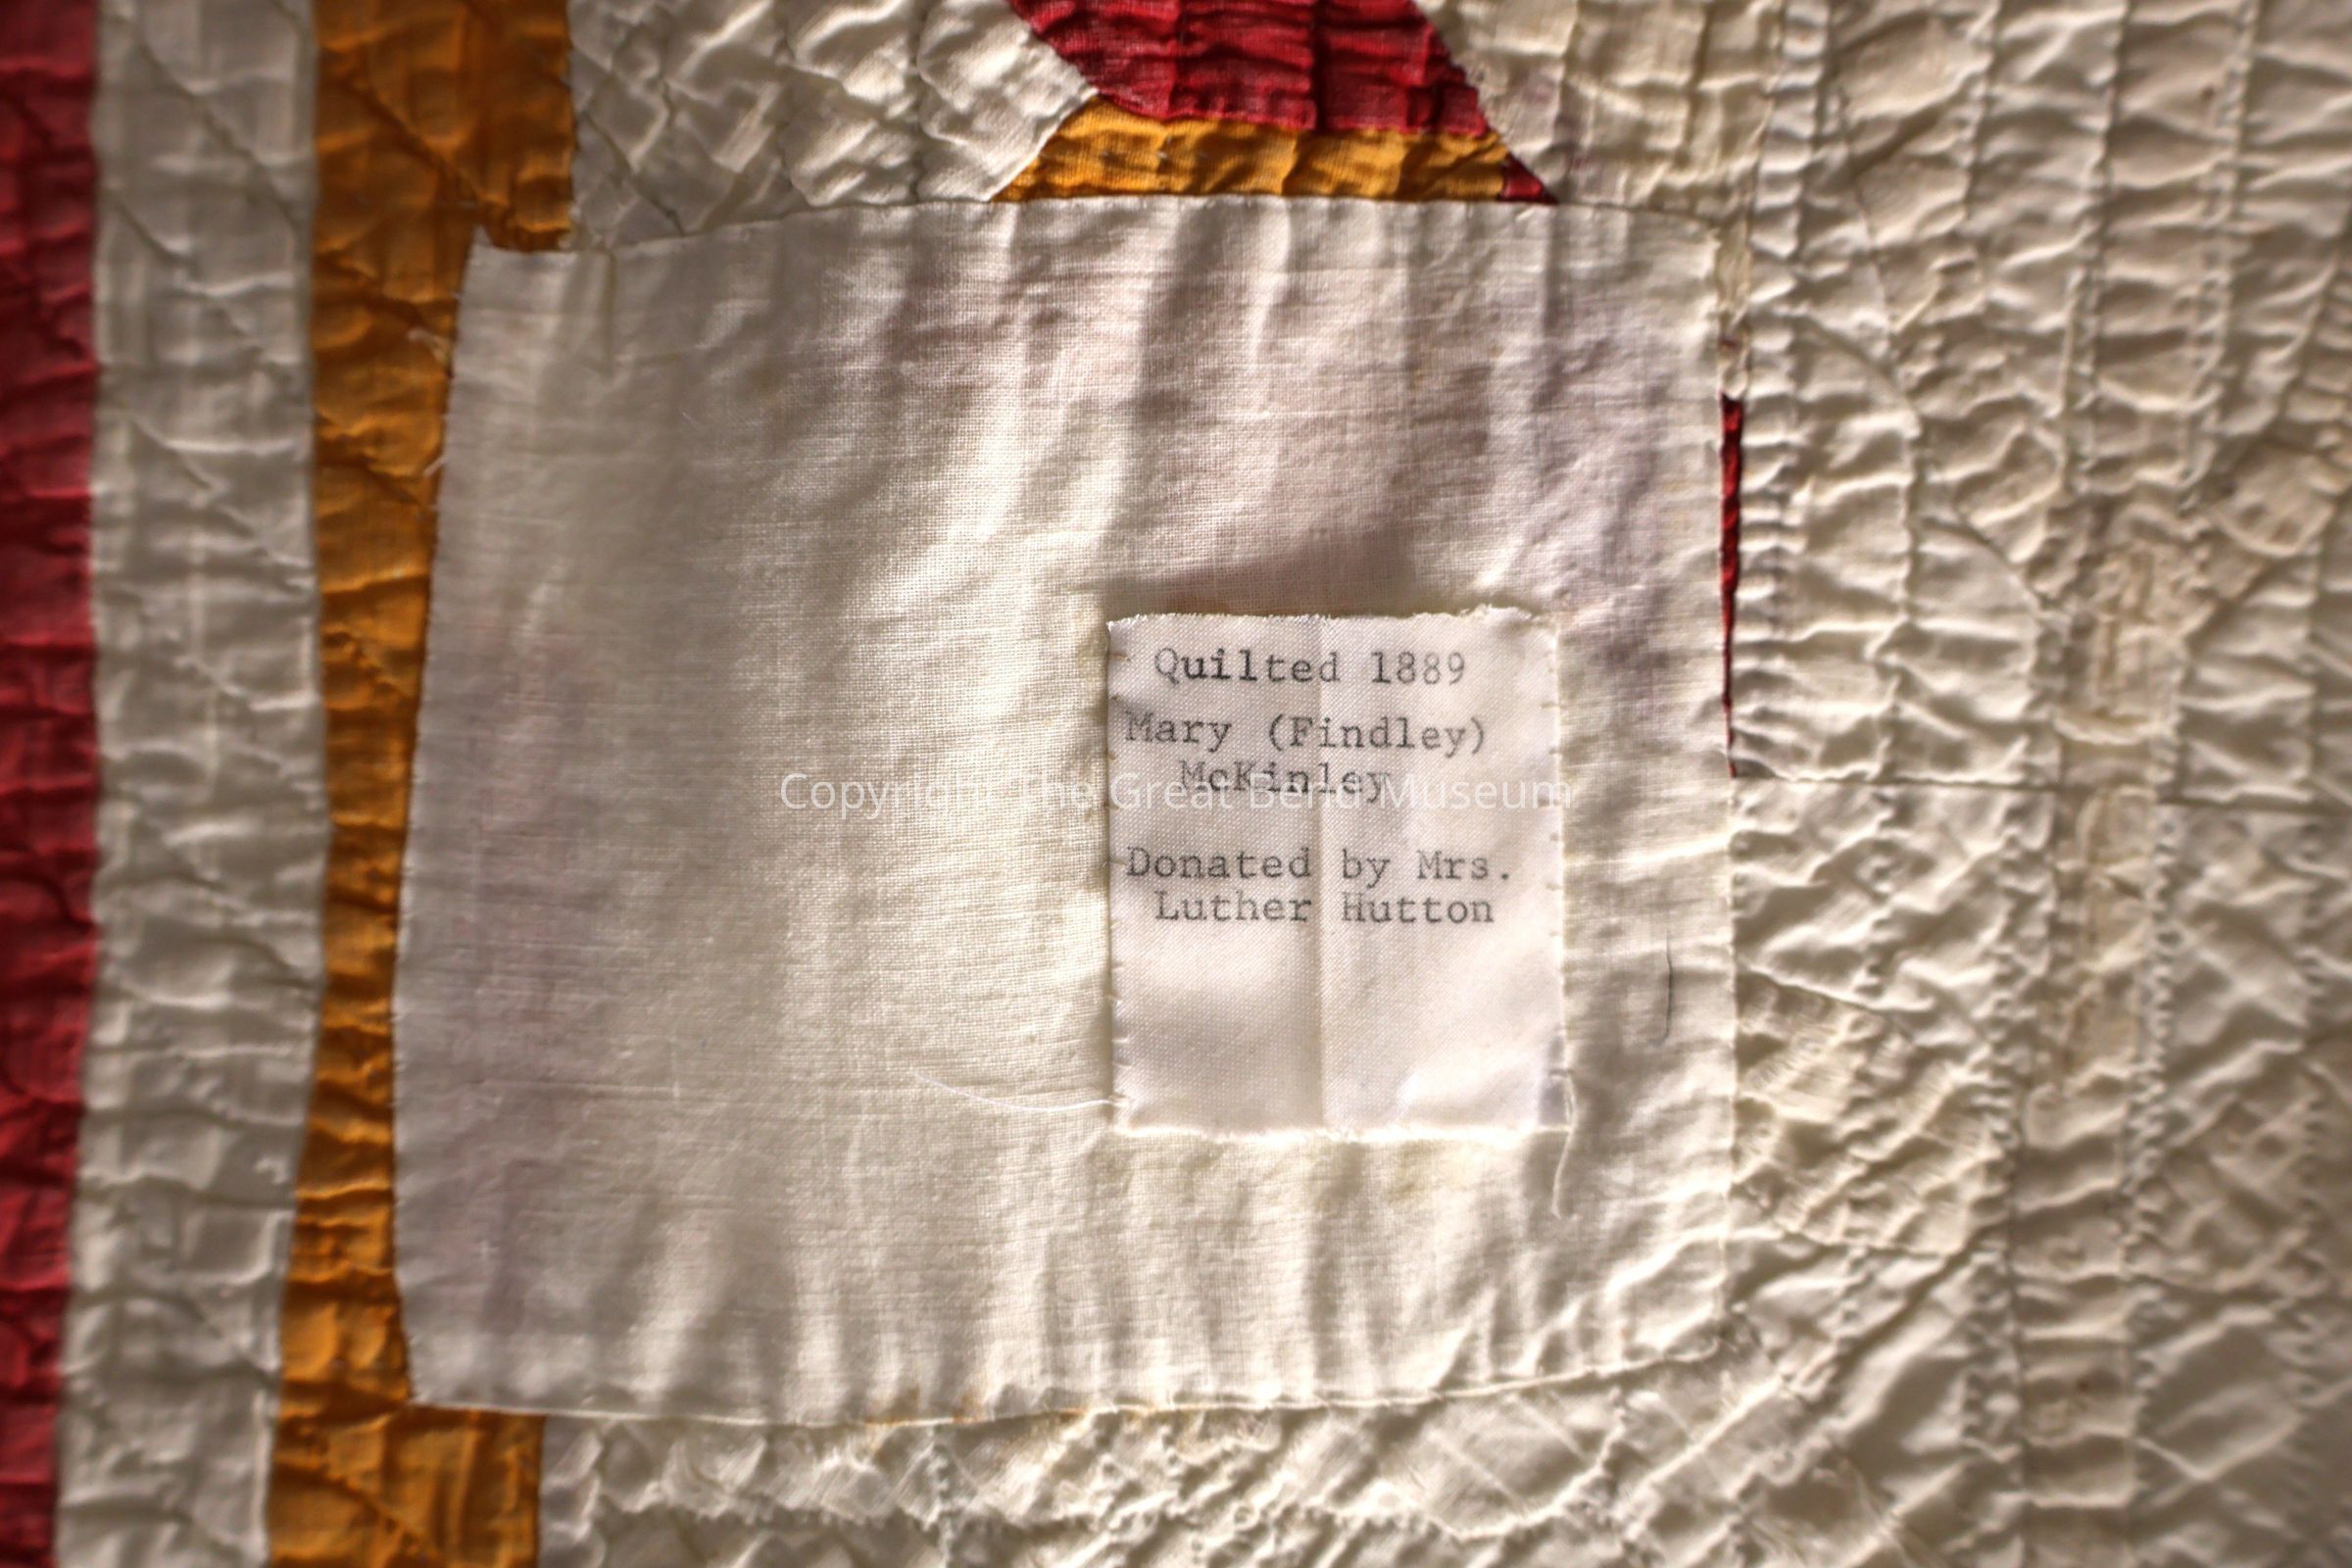 Quilted 1889
Mary (Findley)
McKinley
Copyright The Great Bend Museum
Donated by Mrs.
Luther Hutton